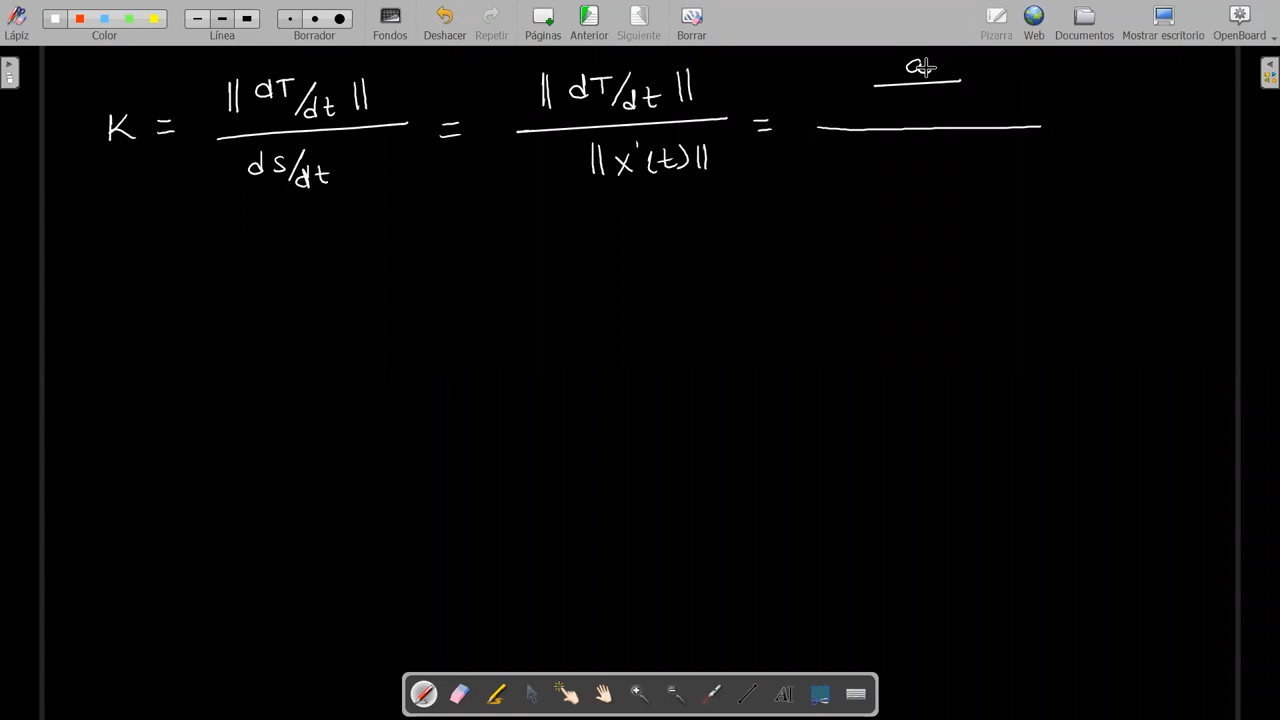 Lápiz Color Línea Borrador Fondos Deshacer Repetir Páginas Anterior Siguiente Borrar Pizarra Web Documentos Mostrar escritorio OpenBoard
K = || dT/dt || / ds/dt = || dT/dt || / || x'(t) || = a